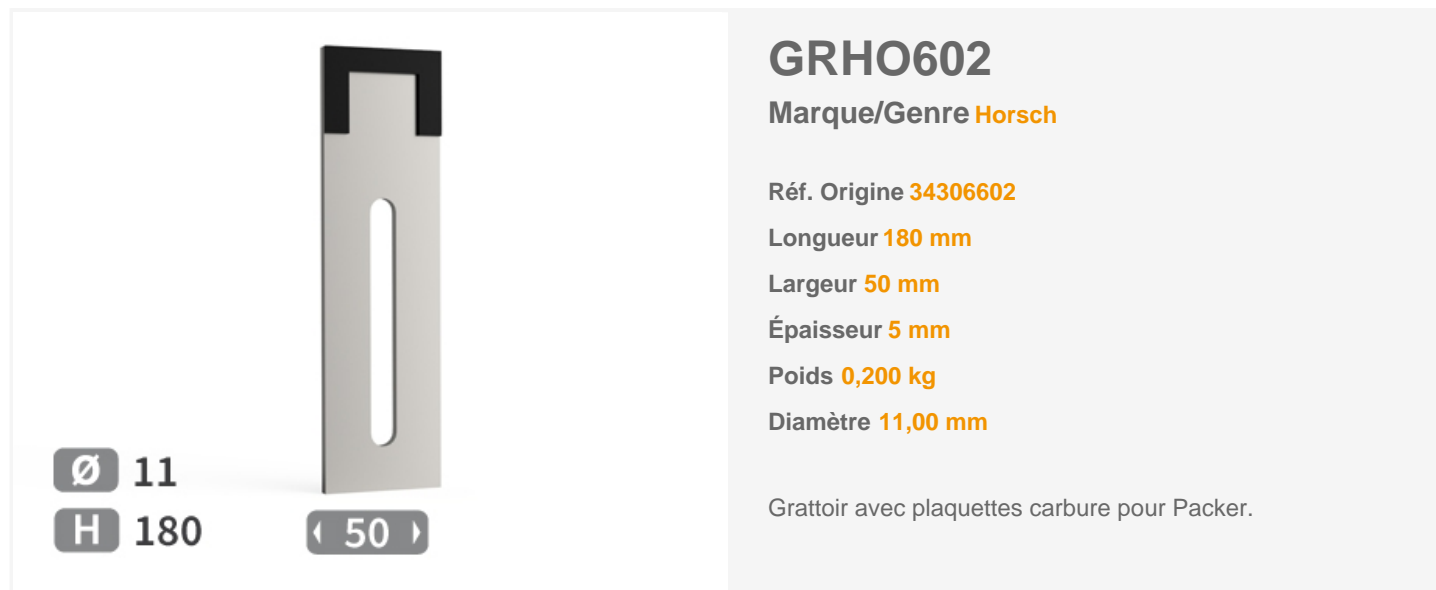 GRHO602
Marque/Genre Horsch
Réf. Origine 34306602
Longueur 180 mm
Largeur 50 mm
Épaisseur 5 mm
Poids 0,200 kg
Diamètre 11,00 mm
Grattoir avec plaquettes carbure pour Packer.
Ø 11
H 180
50